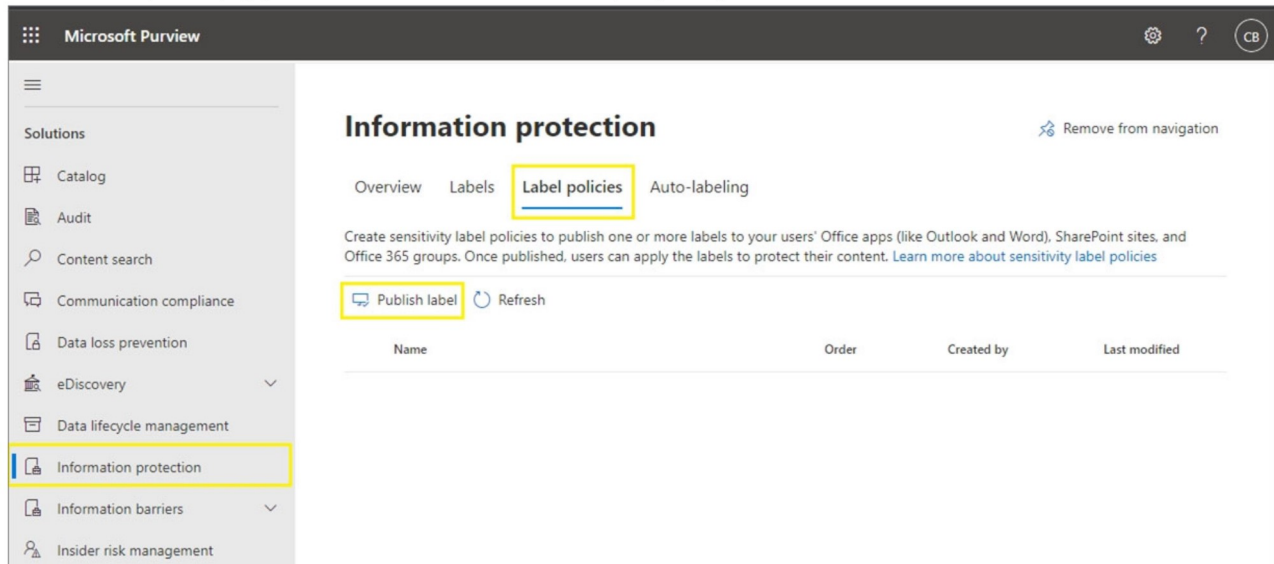 Microsoft Purview
?
CB
Solutions
Catalog
Audit
Content search
Communication compliance
Data loss prevention
eDiscovery
Data lifecycle management
Information protection
Information barriers
Insider risk management
Information protection
Remove from navigation
Overview Labels Label policies Auto-labeling
Create sensitivity label policies to publish one or more labels to your users' Office apps (like Outlook and Word), SharePoint sites, and
Office 365 groups. Once published, users can apply the labels to protect their content. Learn more about sensitivity label policies
Publish label Refresh
Name Order Created by Last modified